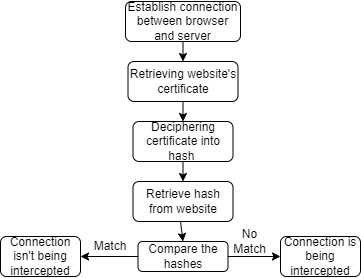 Establish connection
between browser
and server
Retrieving website's
certificate
Deciphering
certificate into
hash
Retrieve hash
from website
Match
No
Match
Connection
isn't being
intercepted
Compare the
hashes
Connection is
being
intercepted